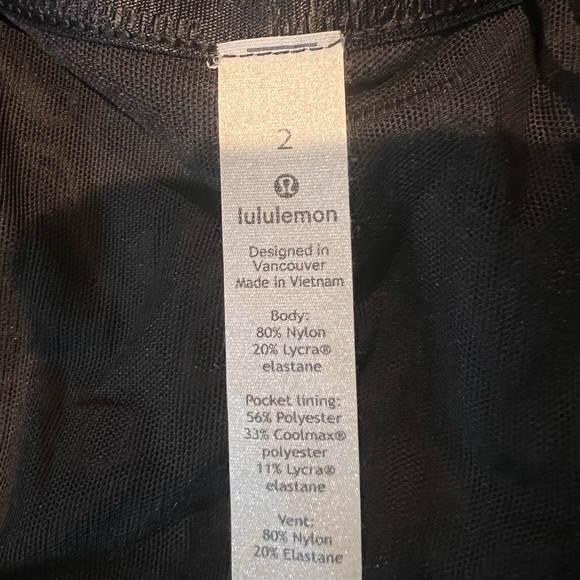 2
lululemon
Designed in
Vancouver
Made in Vietnam
Body:
80% Nylon
20% Lycra®
elastane
Pocket lining:
56% Polyester
33% Coolmax®
polyester
11% Lycra®
elastane
Vent:
80% Nylon
20% Elastane